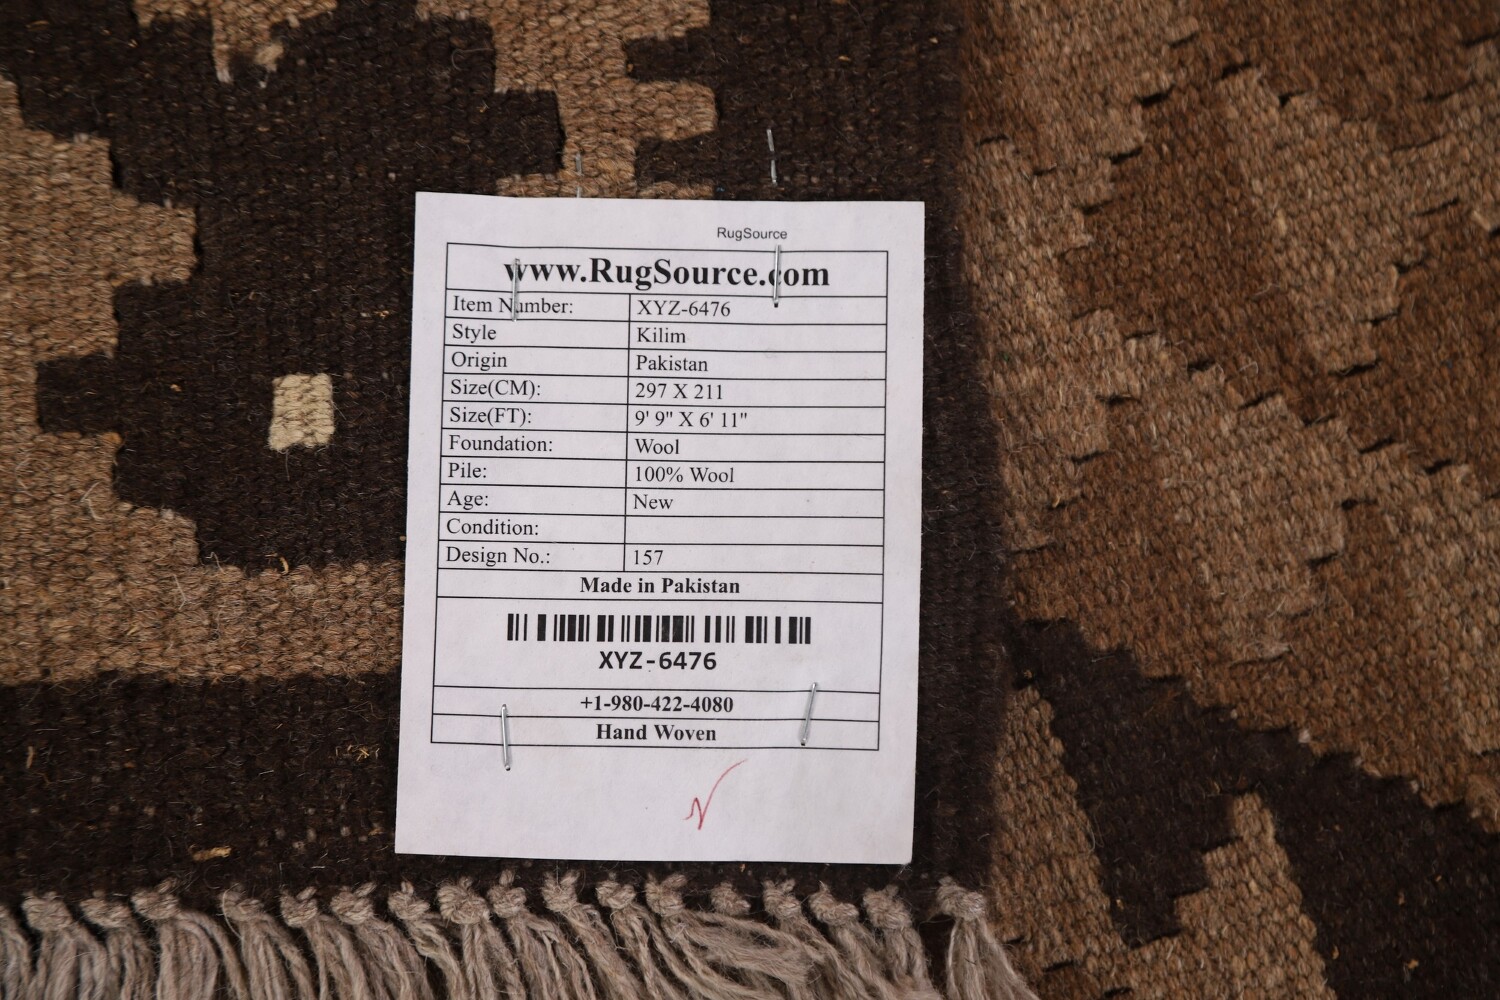 RugSource
www.RugSource.com
Item Number: XYZ-6476
Style Kilim
Origin Pakistan
Size(CM): 297 X 211
Size(FT): 9' 9" X 6' 11"
Foundation: Wool
Pile: 100% Wool
Age: New
Condition:
Design No.: 157
Made in Pakistan
XYZ-6476
+1-980-422-4080
Hand Woven